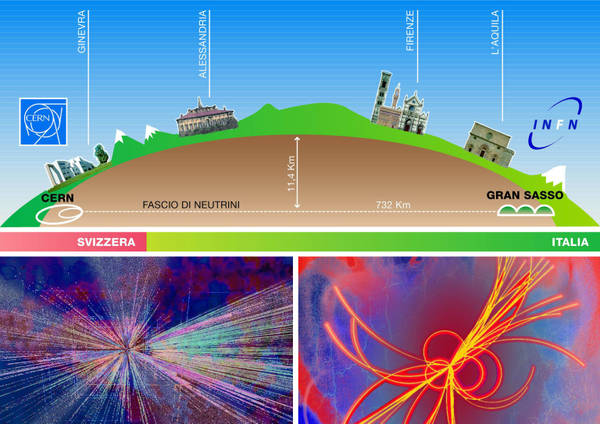 GINEVRA
ALESSANDRIA
FIRENZE
L'AQUILA
CERN
INFN
CERN
FASCIO DI NEUTRINI
11,4 Km
732 Km
GRAN SASSO
SVIZZERA
ITALIA